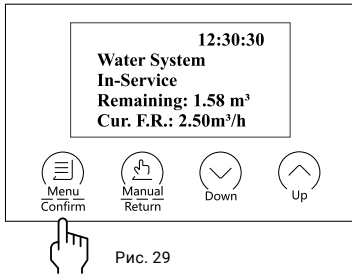 12:30:30
Water System
In-Service
Remaining: 1.58 m³
Cur. F.R.: 2.50m³/h
Menu
Confirm
Manual
Return
Down
Up
Рис. 29